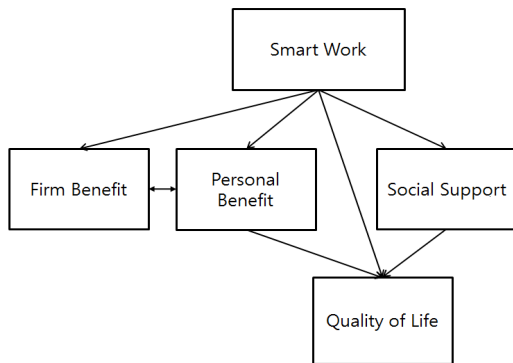 Smart Work
Firm Benefit
Personal
Benefit
Social Support
Quality of Life